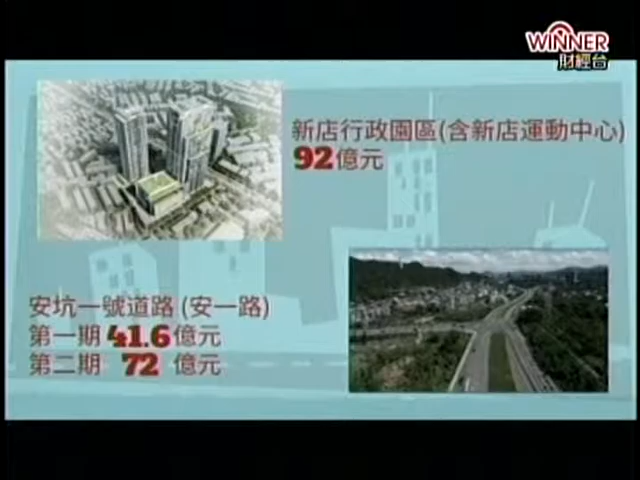 WINNER
財經台
新店行政園區(含新店運動中心)
92億元
安坑一號道路 (安一路)
第一期 41.6億元
第二期 72 億元